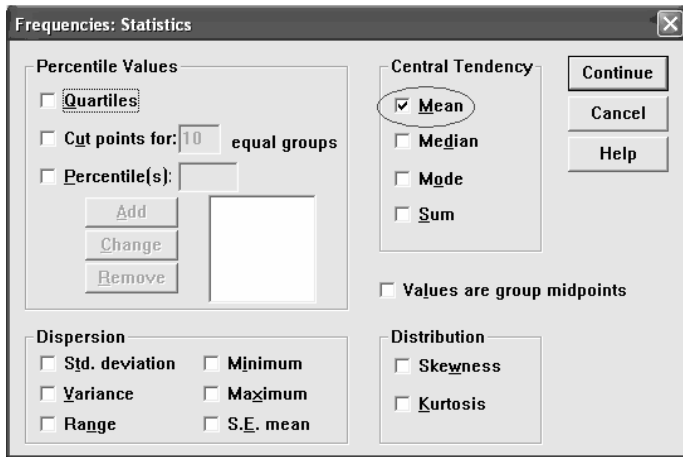 Frequencies: Statistics
Percentile Values
Quartiles
Cut points for: 10 equal groups
Percentile(s):
Add
Change
Remove
Central Tendency
Mean
Median
Mode
Sum
Continue
Cancel
Help
Values are group midpoints
Dispersion
Std. deviation Minimum
Variance Maximum
Range S.E. mean
Distribution
Skewness
Kurtosis